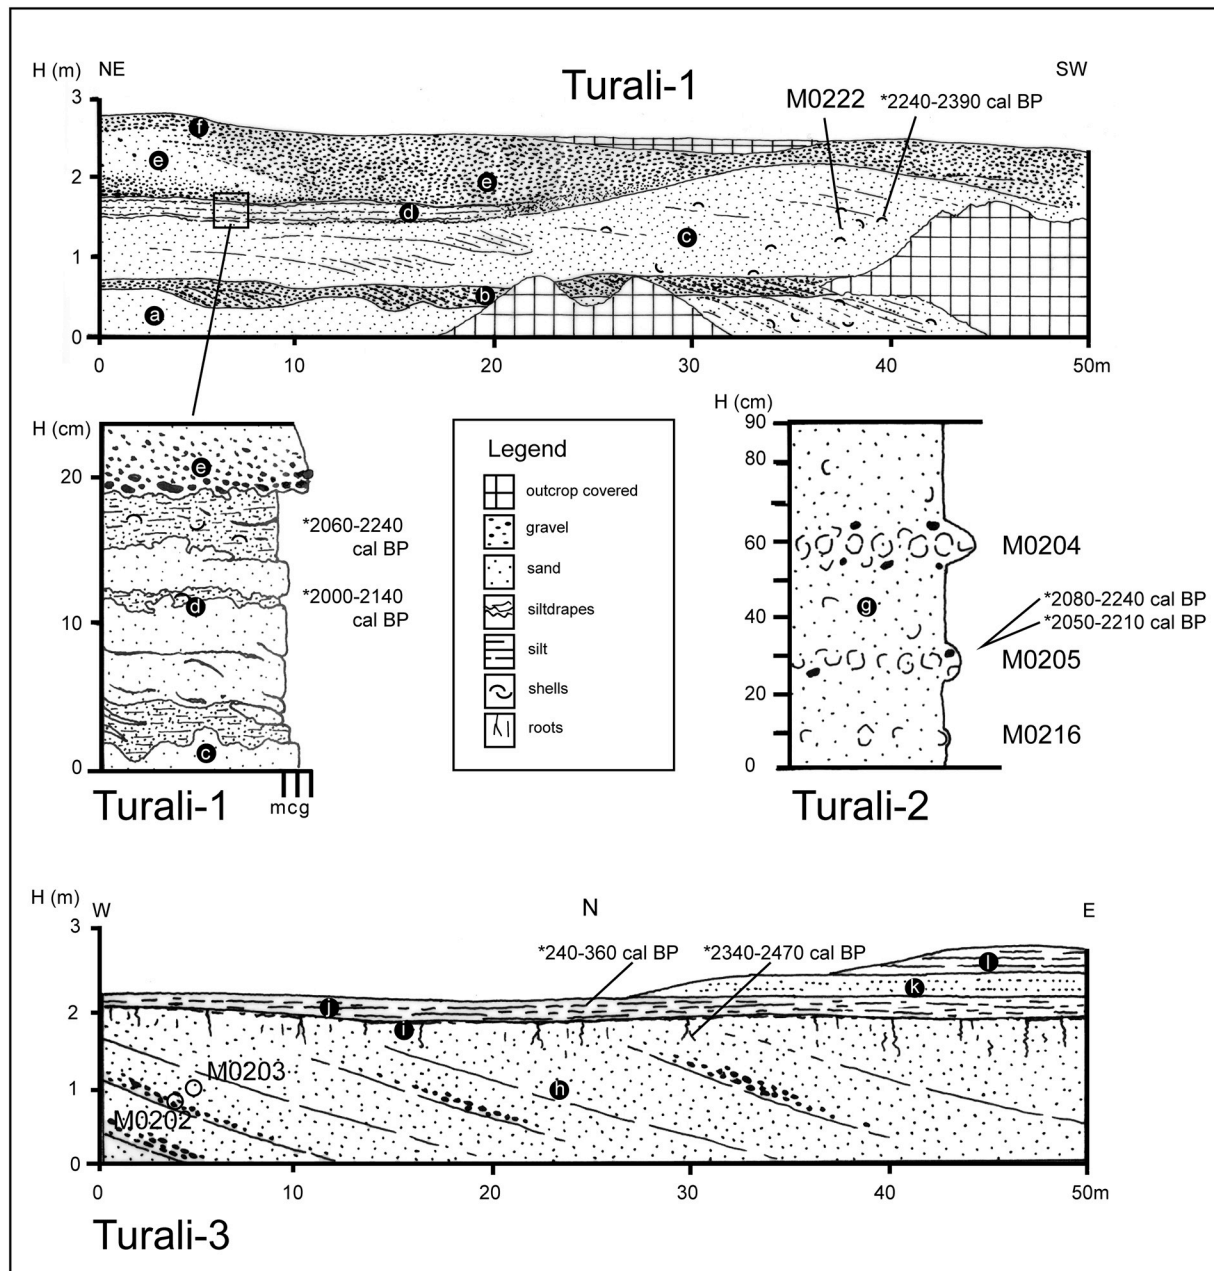 H (m) NE
Turali-1
SW
M0222 *2240-2390 cal BP
3
2
1
0
f
e
e
d
c
b
a
0 10 20 30 40 50m
H (cm)
20
10
0
e
d
c
*2060-2240
cal BP
*2000-2140
cal BP
m c g
Turali-1
Legend
outcrop covered
gravel
sand
siltdrapes
silt
shells
roots
H (cm)
90
80
60
40
20
0
g
M0204
*2080-2240 cal BP
*2050-2210 cal BP
M0205
M0216
Turali-2
H (m)
W N E
3
2
1
0
*240-360 cal BP *2340-2470 cal BP
l
k
j
i
h
M0203
M0202
0 10 20 30 40 50m
Turali-3